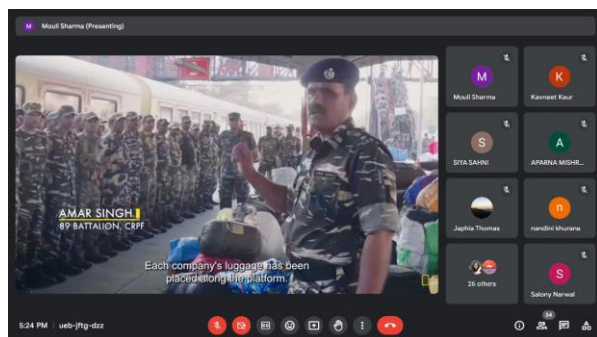 M Mouli Sharma (Presenting)
AMAR SINGH
89 BATTALION, CRPF
Each company's luggage has been
placed along the platform.
M
Mouli Sharma
K
Kavneet Kaur
S
SIYA SAHNI
A
APARNA MISHR...
Japhia Thomas
n
nandini khurana
26 others
S
Salony Narwal
5:24 PM | ueb-jftg-dzz
34